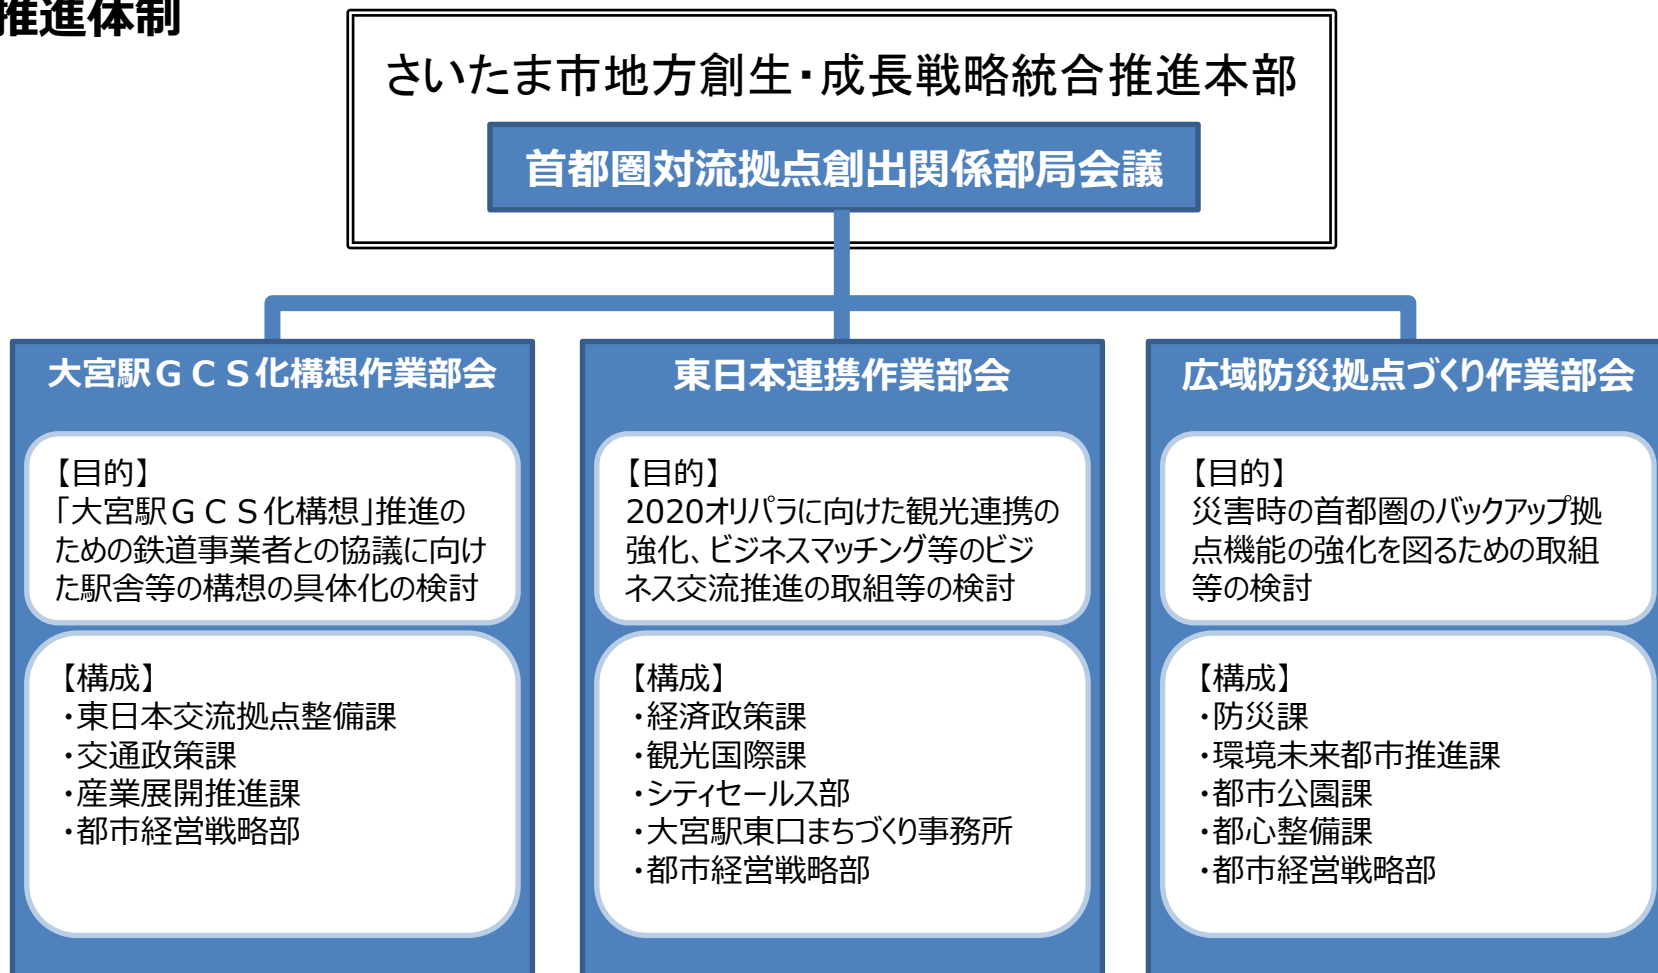 推進体制
さいたま市地方創生・成長戦略統合推進本部
首都圏対流拠点創出関係部局会議
大宮駅ＧＣＳ化構想作業部会
【目的】
「大宮駅ＧＣＳ化構想」推進の
ための鉄道事業者との協議に向け
た駅舎等の構想の具体化の検討
【構成】
・東日本交流拠点整備課
・交通政策課
・産業展開推進課
・都市経営戦略部
東日本連携作業部会
【目的】
2020オリパラに向けた観光連携の
強化、ビジネスマッチング等のビジ
ネス交流推進の取組等の検討
【構成】
・経済政策課
・観光国際課
・シティセールス部
・大宮駅東口まちづくり事務所
・都市経営戦略部
広域防災拠点づくり作業部会
【目的】
災害時の首都圏のバックアップ拠
点機能の強化を図るための取組
等の検討
【構成】
・防災課
・環境未来都市推進課
・都市公園課
・都心整備課
・都市経営戦略部